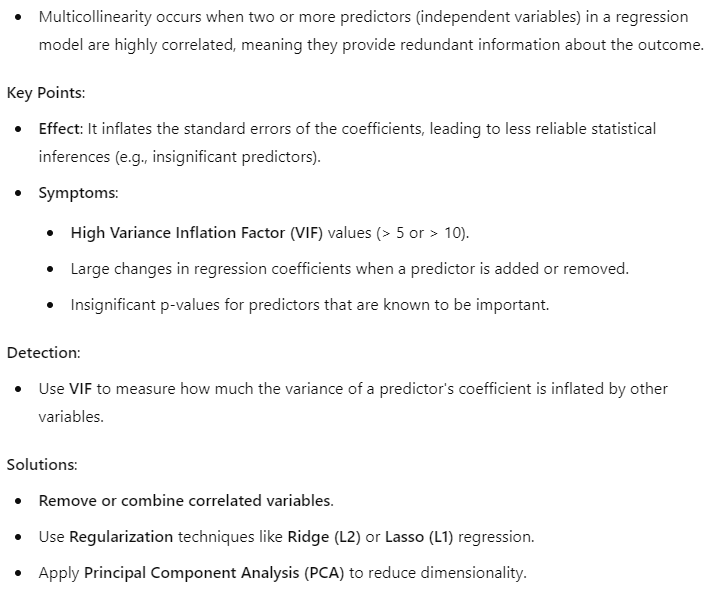 • Multicollinearity occurs when two or more predictors (independent variables) in a regression
model are highly correlated, meaning they provide redundant information about the outcome.
Key Points:
• Effect: It inflates the standard errors of the coefficients, leading to less reliable statistical
inferences (e.g., insignificant predictors).
• Symptoms:
• High Variance Inflation Factor (VIF) values (> 5 or > 10).
• Large changes in regression coefficients when a predictor is added or removed.
• Insignificant p-values for predictors that are known to be important.
Detection:
• Use VIF to measure how much the variance of a predictor's coefficient is inflated by other
variables.
Solutions:
• Remove or combine correlated variables.
• Use Regularization techniques like Ridge (L2) or Lasso (L1) regression.
• Apply Principal Component Analysis (PCA) to reduce dimensionality.